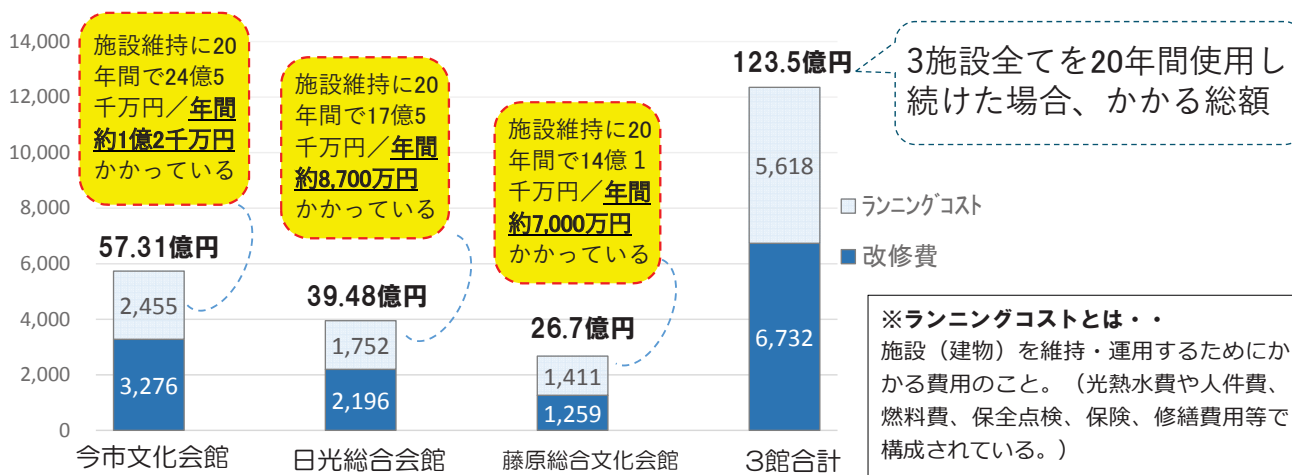 14,000
12,000
10,000
8,000
6,000
4,000
2,000
0
施設維持に20
年間で24億5
千万円／年間
約1億2千万円
かかっている
57.31億円
2,455
3,276
今市文化会館
施設維持に20
年間で17億5
千万円／年間
約8,700万円
かかっている
39.48億円
1,752
2,196
日光総合会館
施設維持に20
年間で14億１
千万円／年間
約7,000万円
かかっている
26.7億円
1,411
1,259
藤原総合文化会館
123.5億円
5,618
6,732
3館合計
3施設全てを20年間使用し
続けた場合、かかる総額
ランニングコスト
改修費
※ランニングコストとは・・
施設（建物）を維持・運用するためにか
かる費用のこと。（光熱水費や人件費、
燃料費、保全点検、保険、修繕費用等で
構成されている。）